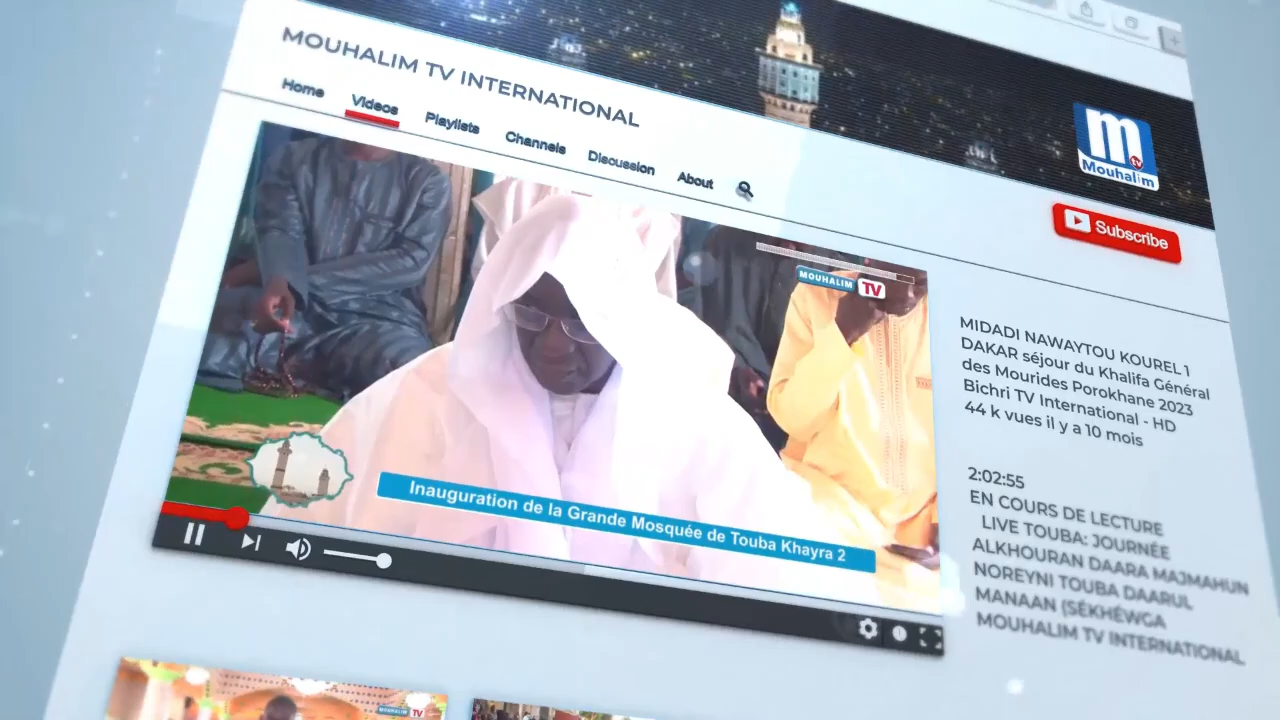 MOUHALIM TV INTERNATIONAL
m
tv
Mouhalim
Home Videos Playlists Channels Discussion About
Subscribe
MOUHALIM TV
Inauguration de la Grande Mosquée de Touba Khayra 2
MIDADI NAWAYTOU KOUREL 1
DAKAR séjour du Khalifa Général
des Mourides Porokhane 2023
Bichri TV International - HD
44 k vues il y a 10 mois
2:02:55
EN COURS DE LECTURE
LIVE TOUBA: JOURNÉE
ALKHOURAN DAARA MAJMAHUN
NOREYNI TOUBA DAARUL
MANAAN (SÉKHÉWGA
MOUHALIM TV INTERNATIONAL
MOUHALIM TV